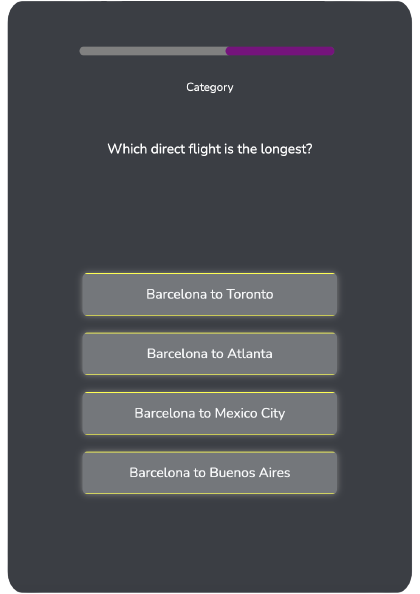 Category
Which direct flight is the longest?
Barcelona to Toronto
Barcelona to Atlanta
Barcelona to Mexico City
Barcelona to Buenos Aires